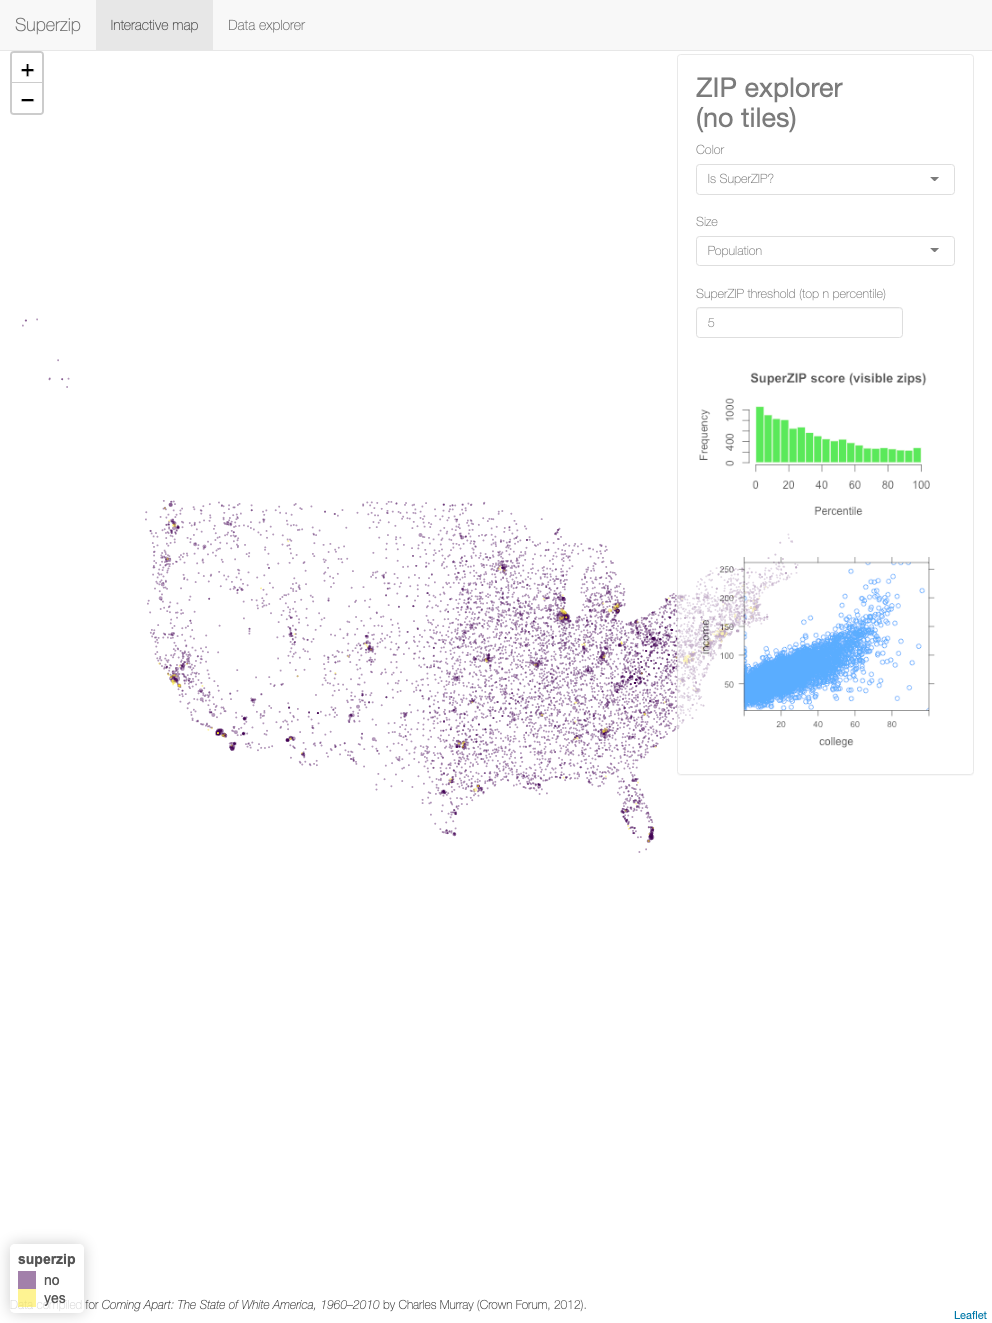 Superzip Interactive map Data explorer
+
−
ZIP explorer
(no tiles)
Color
Is SuperZIP?
Size
Population
SuperZIP threshold (top n percentile)
5
SuperZIP score (visible zips)
Frequency
0 400 1000
0 20 40 60 80 100
Percentile
income
250
200
150
100
50
20 40 60 80
college
superzip
no
yes
for Coming Apart: The State of White America, 1960–2010 by Charles Murray (Crown Forum, 2012).
Leaflet